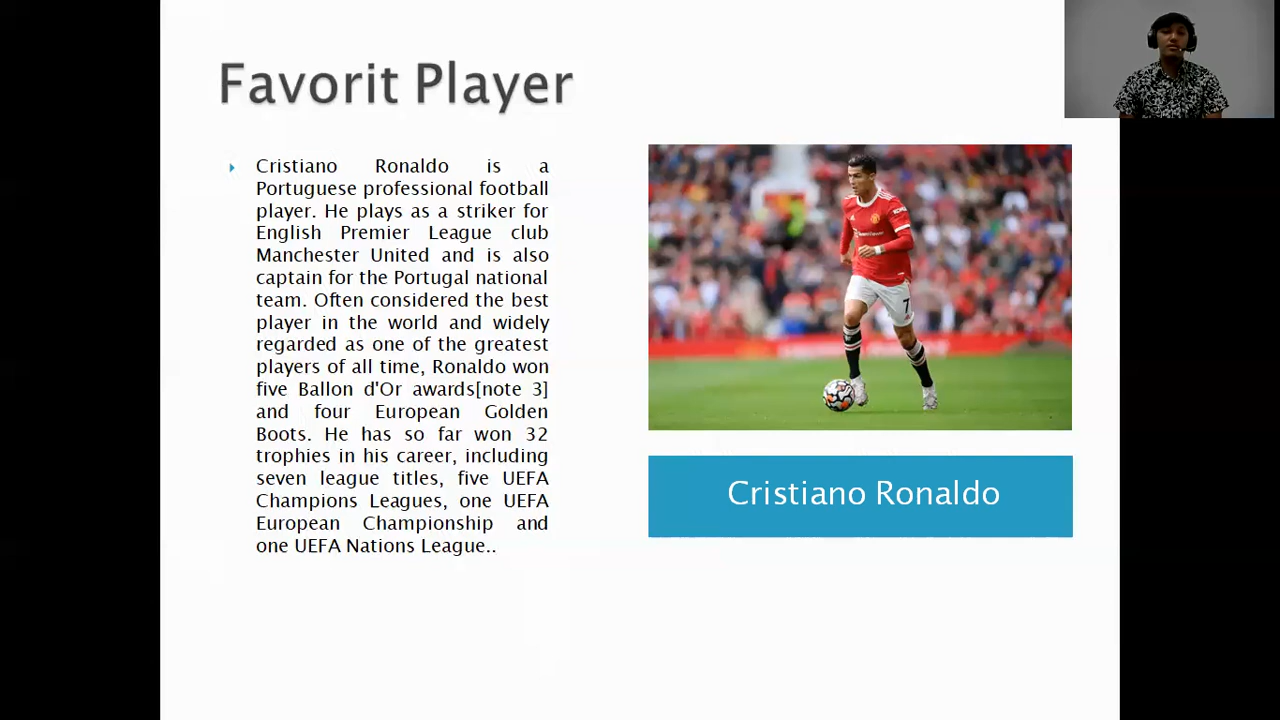 Favorit Player
Cristiano Ronaldo is a
Portuguese professional football
player. He plays as a striker for
English Premier League club
Manchester United and is also
captain for the Portugal national
team. Often considered the best
player in the world and widely
regarded as one of the greatest
players of all time, Ronaldo won
five Ballon d'Or awards[note 3]
and four European Golden
Boots. He has so far won 32
trophies in his career, including
seven league titles, five UEFA
Champions Leagues, one UEFA
European Championship and
one UEFA Nations League..
7
Cristiano Ronaldo